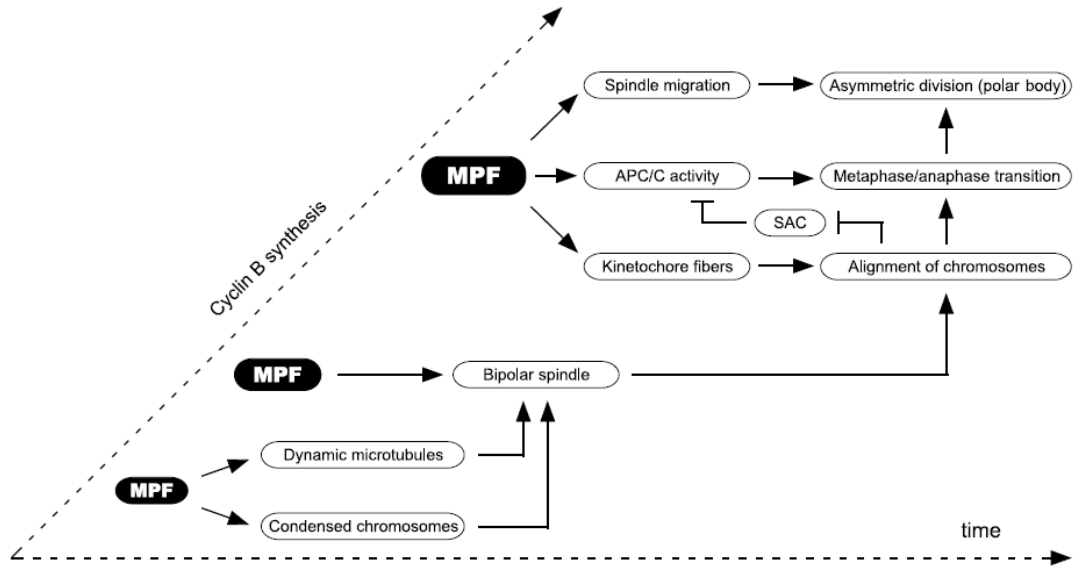 Spindle migration
Asymmetric division (polar body)
MPF
APC/C activity
Metaphase/anaphase transition
SAC
Cyclin B synthesis
Kinetochore fibers
Alignment of chromosomes
MPF
Bipolar spindle
Dynamic microtubules
MPF
Condensed chromosomes
time